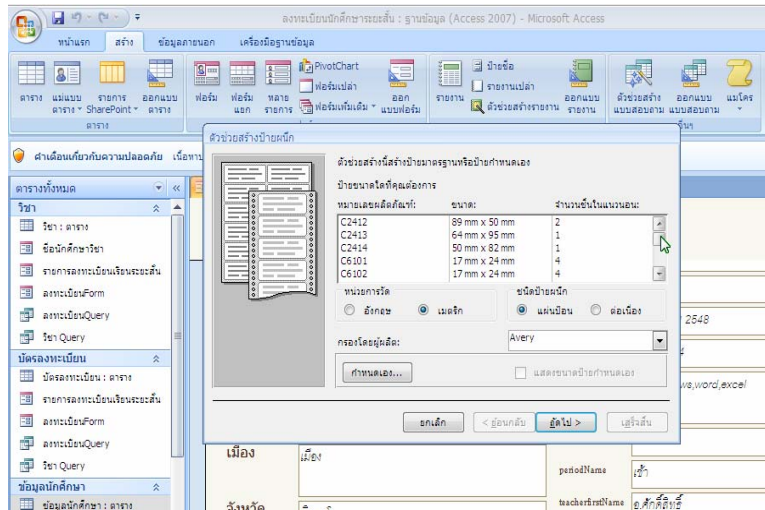 ลงทะเบียนนักศึกษาระยะสั้น : ฐานข้อมูล (Access 2007) - Microsoft Access
หน้าแรก สร้าง ข้อมูลภายนอก เครื่องมือฐานข้อมูล
ตาราง
แม่แบบตาราง
รายการ SharePoint
ออกแบบตาราง
ตาราง
ฟอร์ม
ฟอร์มแยก
หลายรายการ
PivotChart
ฟอร์มเปล่า
ฟอร์มเพิ่มเติม
ออกแบบฟอร์ม
รายงาน
ป้ายชื่อ
รายงานเปล่า
ตัวช่วยสร้างรายงาน
ออกแบบรายงาน
ตัวช่วยสร้างแบบสอบถาม
ออกแบบแบบสอบถาม
แมโคร
อื่นๆ
คำเตือนเกี่ยวกับความปลอดภัย
ตารางทั้งหมด
วิชา
วิชา : ตาราง
ชื่อนักศึกษาวิชา
รายการลงทะเบียนเรียนระยะสั้น
ลงทะเบียนForm
ลงทะเบียนQuery
วิชา Query
บัตรลงทะเบียน
บัตรลงทะเบียน : ตาราง
รายการลงทะเบียนเรียนระยะสั้น
ลงทะเบียนForm
ลงทะเบียนQuery
วิชา Query
ข้อมูลนักศึกษา
ข้อมูลนักศึกษา : ตาราง
ตัวช่วยสร้างป้ายผนึก
ตัวช่วยสร้างนี้สร้างป้ายมาตรฐานหรือป้ายกำหนดเอง
ป้ายขนาดใดที่คุณต้องการ
หมายเลขผลิตภัณฑ์: ขนาด: จำนวนชิ้นในแนวนอน:
C2412 89 mm x 50 mm 2
C2413 64 mm x 95 mm 1
C2414 50 mm x 82 mm 1
C6101 17 mm x 24 mm 4
C6102 17 mm x 24 mm 4
หน่วยการวัด ชนิดป้ายผนึก
อังกฤษ เมตริก แผ่นป้อน ต่อเนื่อง
กรองโดยผู้ผลิต: Avery
กำหนดเอง... แสดงขนาดป้ายกำหนดเอง
ยกเลิก < ย้อนกลับ ถัดไป > เสร็จสิ้น
2548
ws,word,excel
เมือง เมือง
periodName เช้า
จังหวัด
teacherfirstName อ.ศักดิ์สิทธิ์